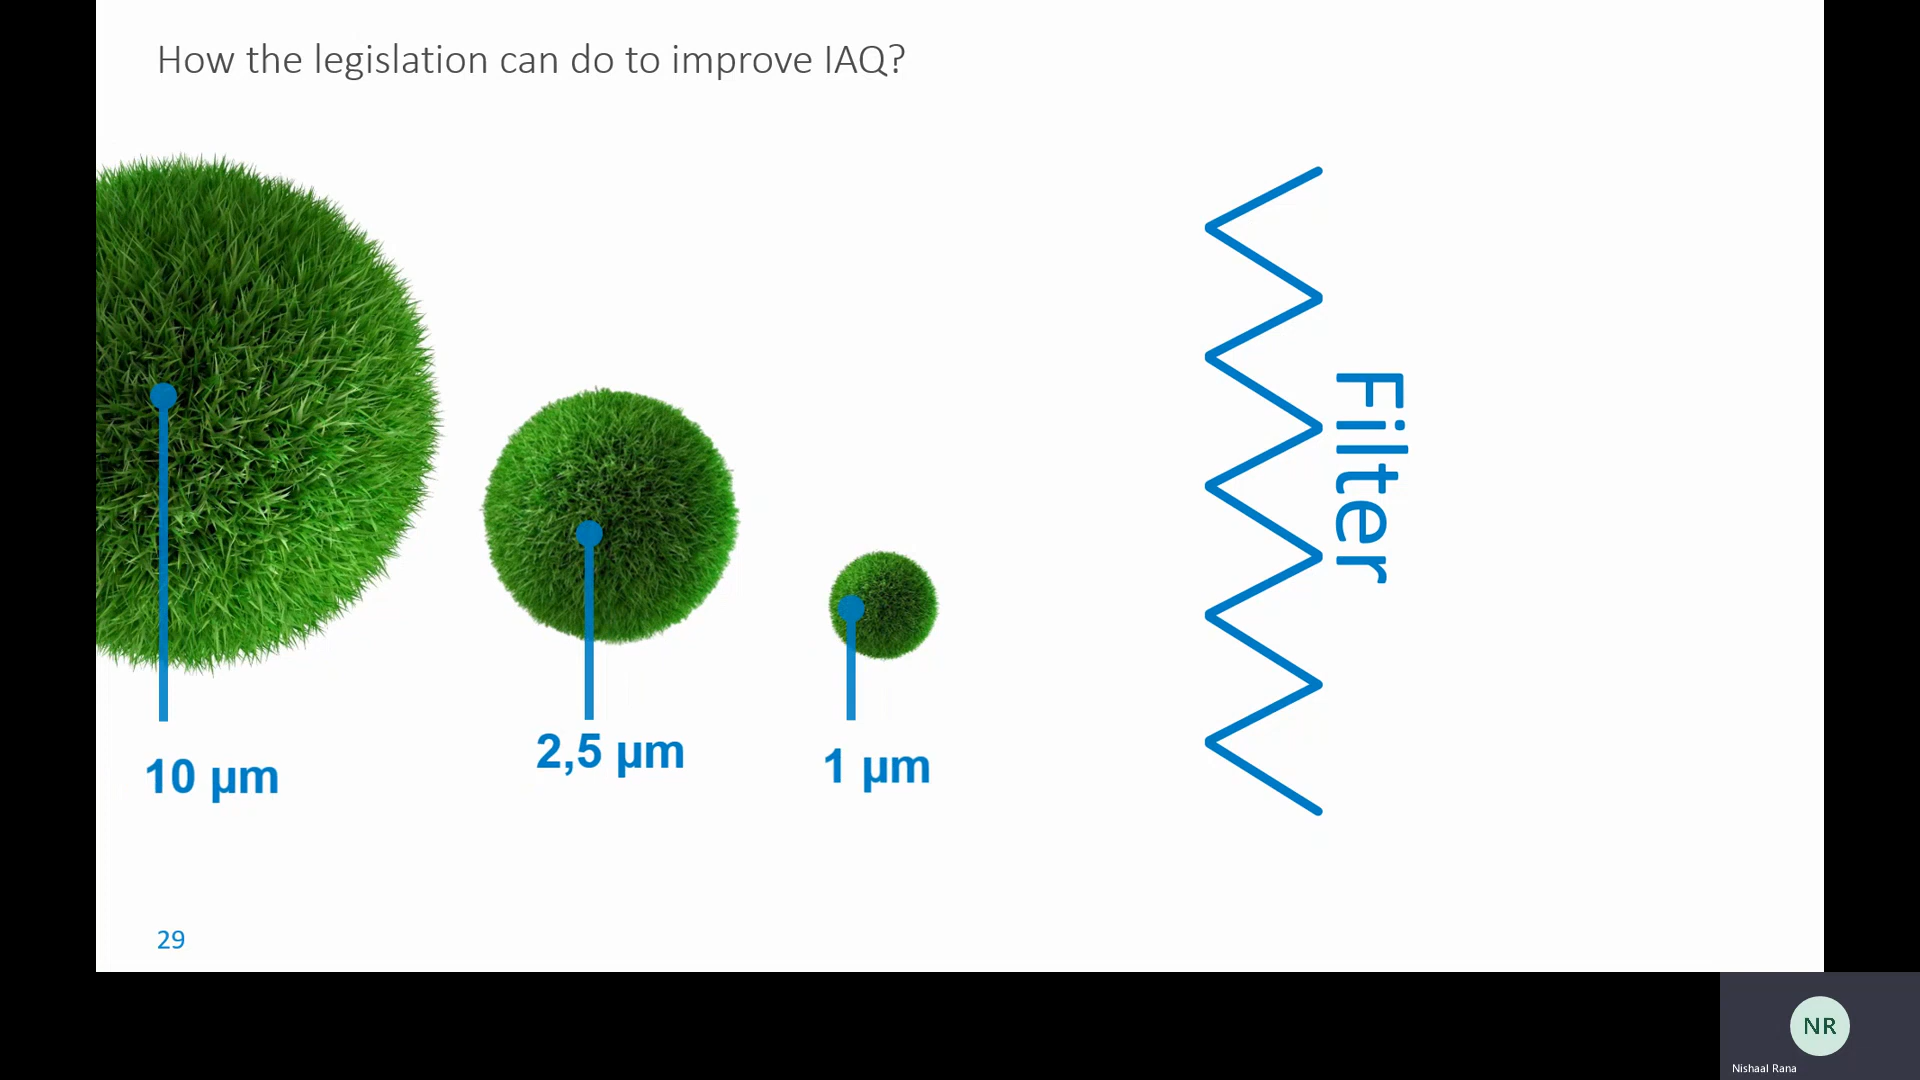 How the legislation can do to improve IAQ?
Filter
10 µm
2,5 µm
1 µm
29
NR
Nishaal Rana